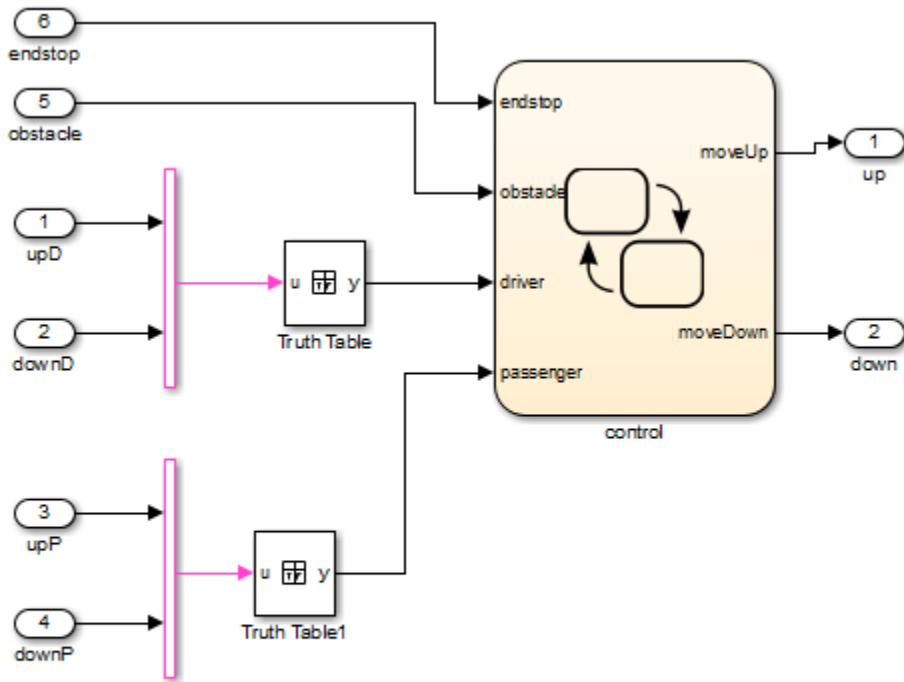 6
endstop
5
obstacle
1
upD
2
downD
u y
Truth Table
3
upP
4
downP
u y
Truth Table1
endstop
obstacle
driver
passenger
moveUp
moveDown
control
1
up
2
down